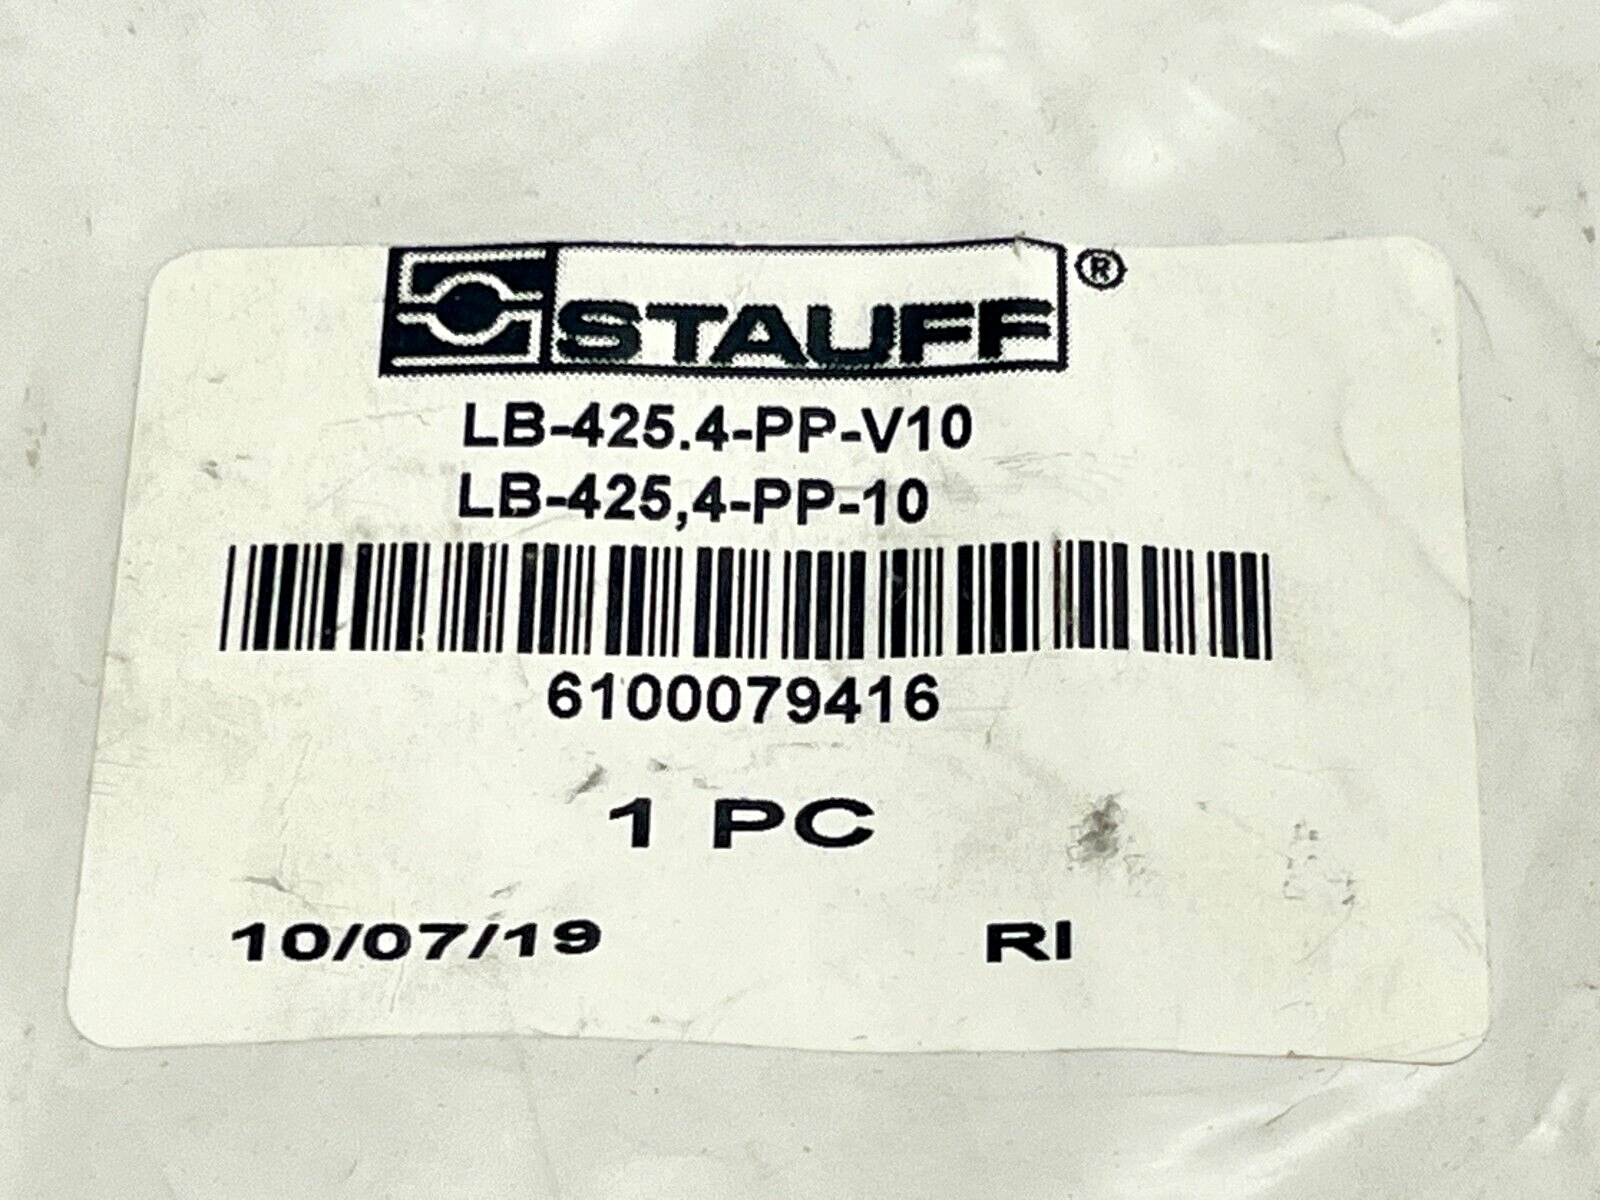 STAUFF®
LB-425.4-PP-V10
LB-425,4-PP-10
6100079416
1 PC
10/07/19 RI